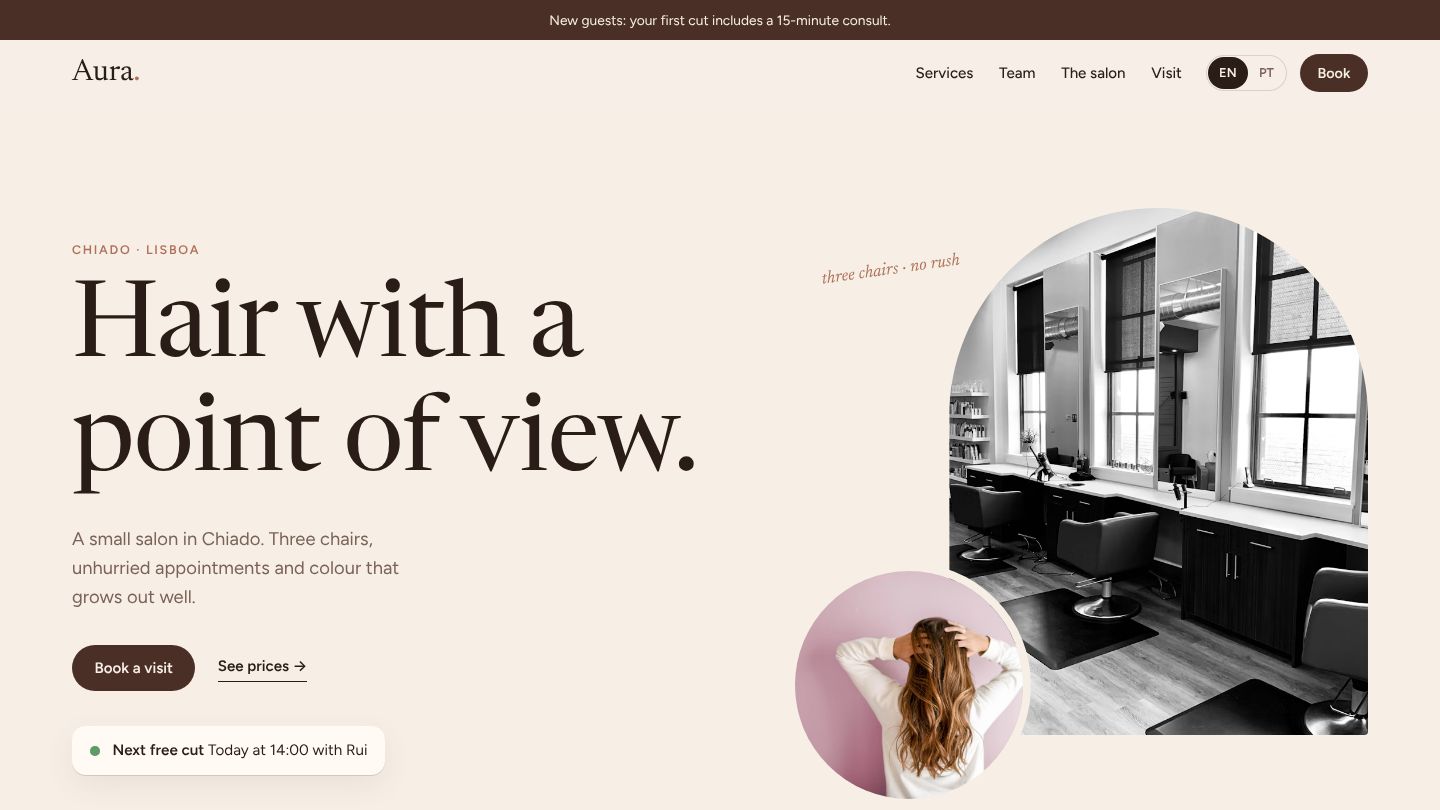 New guests: your first cut includes a 15-minute consult.
Aura.
Services
Team
The salon
Visit
EN
PT
Book
CHIADO · LISBOA
Hair with a
point of view.
three chairs · no rush
A small salon in Chiado. Three chairs,
unhurried appointments and colour that
grows out well.
Book a visit
See prices →
Next free cut Today at 14:00 with Rui